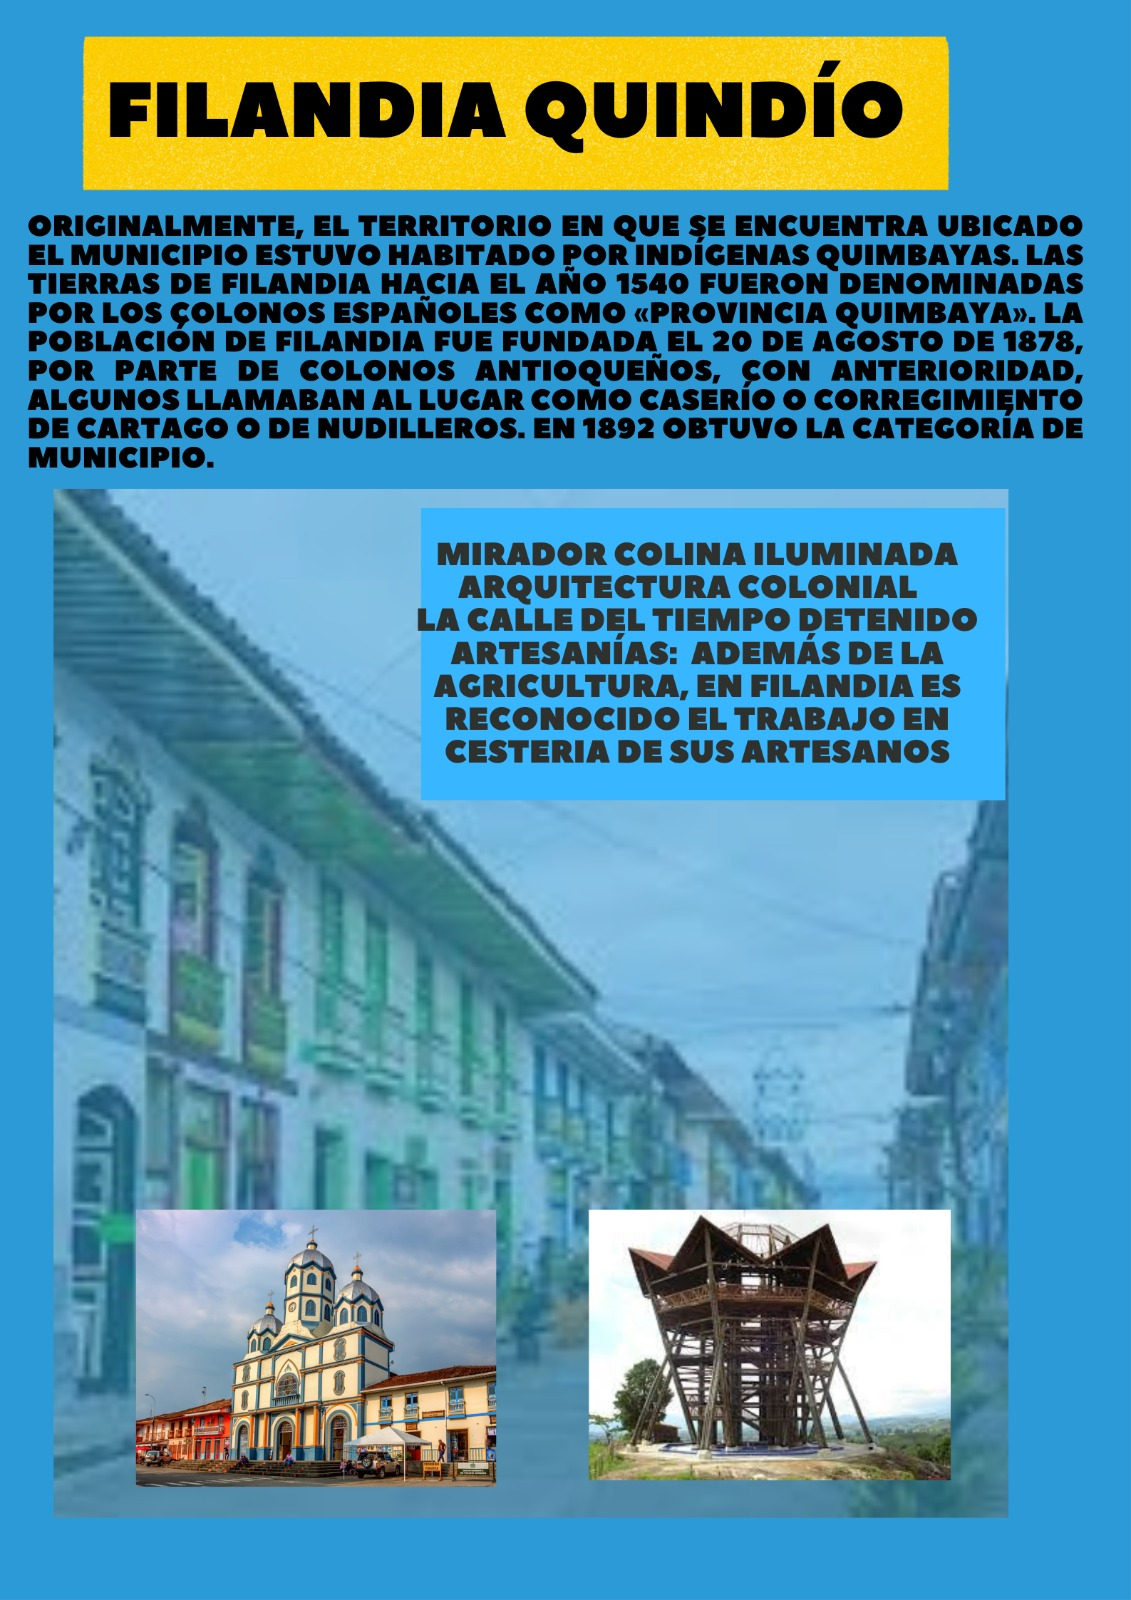 FILANDIA QUINDÍO
ORIGINALMENTE, EL TERRITORIO EN QUE SE ENCUENTRA UBICADO
EL MUNICIPIO ESTUVO HABITADO POR INDÍGENAS QUIMBAYAS. LAS
TIERRAS DE FILANDIA HACIA EL AÑO 1540 FUERON DENOMINADAS
POR LOS COLONOS ESPAÑOLES COMO «PROVINCIA QUIMBAYA». LA
POBLACIÓN DE FILANDIA FUE FUNDADA EL 20 DE AGOSTO DE 1878,
POR PARTE DE COLONOS ANTIOQUEÑOS, CON ANTERIORIDAD,
ALGUNOS LLAMABAN AL LUGAR COMO CASERÍO O CORREGIMIENTO
DE CARTAGO O DE NUDILLEROS. EN 1892 OBTUVO LA CATEGORÍA DE
MUNICIPIO.
MIRADOR COLINA ILUMINADA
ARQUITECTURA COLONIAL
LA CALLE DEL TIEMPO DETENIDO
ARTESANÍAS: ADEMÁS DE LA
AGRICULTURA, EN FILANDIA ES
RECONOCIDO EL TRABAJO EN
CESTERIA DE SUS ARTESANOS